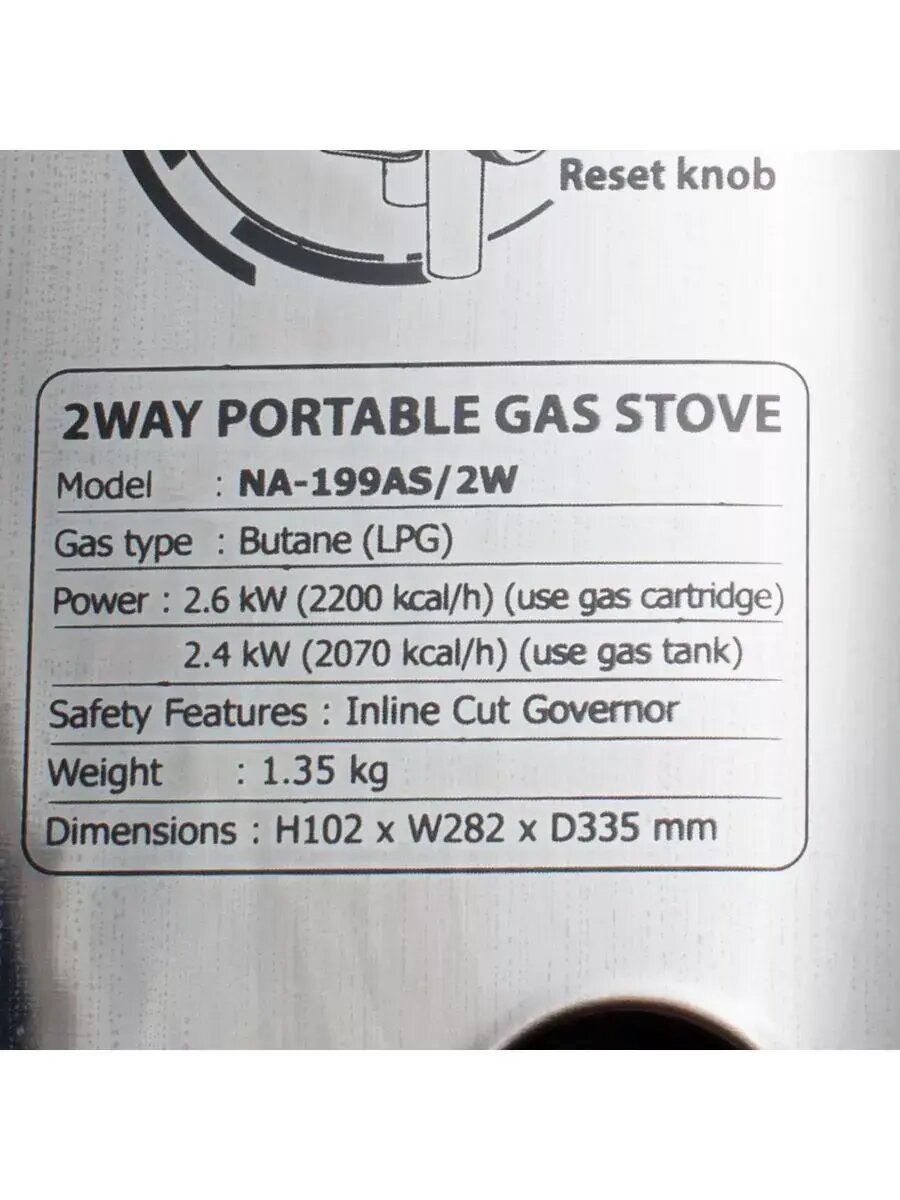 Reset knob
2WAY PORTABLE GAS STOVE
Model : NA-199AS/2W
Gas type : Butane (LPG)
Power : 2.6 kW (2200 kcal/h) (use gas cartridge)
2.4 kW (2070 kcal/h) (use gas tank)
Safety Features : Inline Cut Governor
Weight : 1.35 kg
Dimensions : H102 x W282 x D335 mm